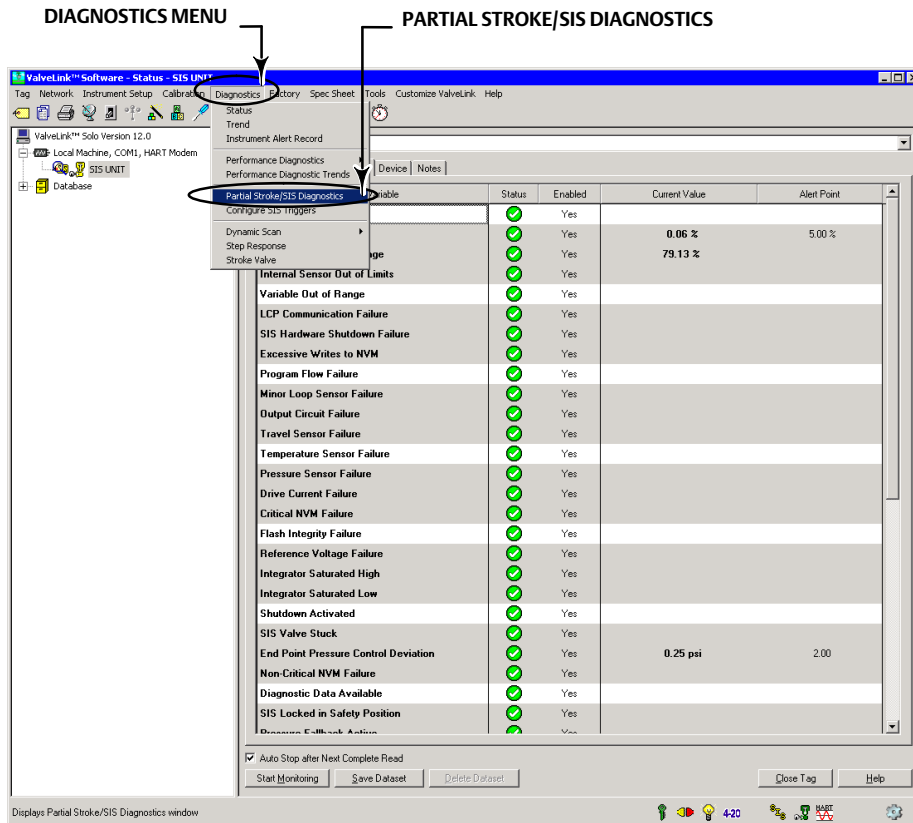 DIAGNOSTICS MENU
PARTIAL STROKE/SIS DIAGNOSTICS
ValveLink™ Software - Status - SIS UNIT
Tag Network Instrument Setup Calibration Diagnostics Factory Spec Sheet Tools Customize ValveLink Help
Status
Trend
Instrument Alert Record
Performance Diagnostics
Performance Diagnostic Trends
Partial Stroke/SIS Diagnostics
Configure SIS Triggers
Dynamic Scan
Step Response
Stroke Valve
ValveLink™ Solo Version 12.0
Local Machine, COM1, HART Modem
SIS UNIT
Database
Device Notes
Status Enabled Current Value Alert Point
Yes
Yes 0.06 % 5.00 %
Yes 79.13 %
Internal Sensor Out of Limits Yes
Variable Out of Range Yes
LCP Communication Failure Yes
SIS Hardware Shutdown Failure Yes
Excessive Writes to NVM Yes
Program Flow Failure Yes
Minor Loop Sensor Failure Yes
Output Circuit Failure Yes
Travel Sensor Failure Yes
Temperature Sensor Failure Yes
Pressure Sensor Failure Yes
Drive Current Failure Yes
Critical NVM Failure Yes
Flash Integrity Failure Yes
Reference Voltage Failure Yes
Integrator Saturated High Yes
Integrator Saturated Low Yes
Shutdown Activated Yes
SIS Valve Stuck Yes
End Point Pressure Control Deviation Yes 0.25 psi 2.00
Non-Critical NVM Failure Yes
Diagnostic Data Available Yes
SIS Locked in Safety Position Yes
Pressure Fallback Active Yes
Auto Stop after Next Complete Read
Start Monitoring Save Dataset Delete Dataset Close Tag Help
Displays Partial Stroke/SIS Diagnostics window 4-20 HART